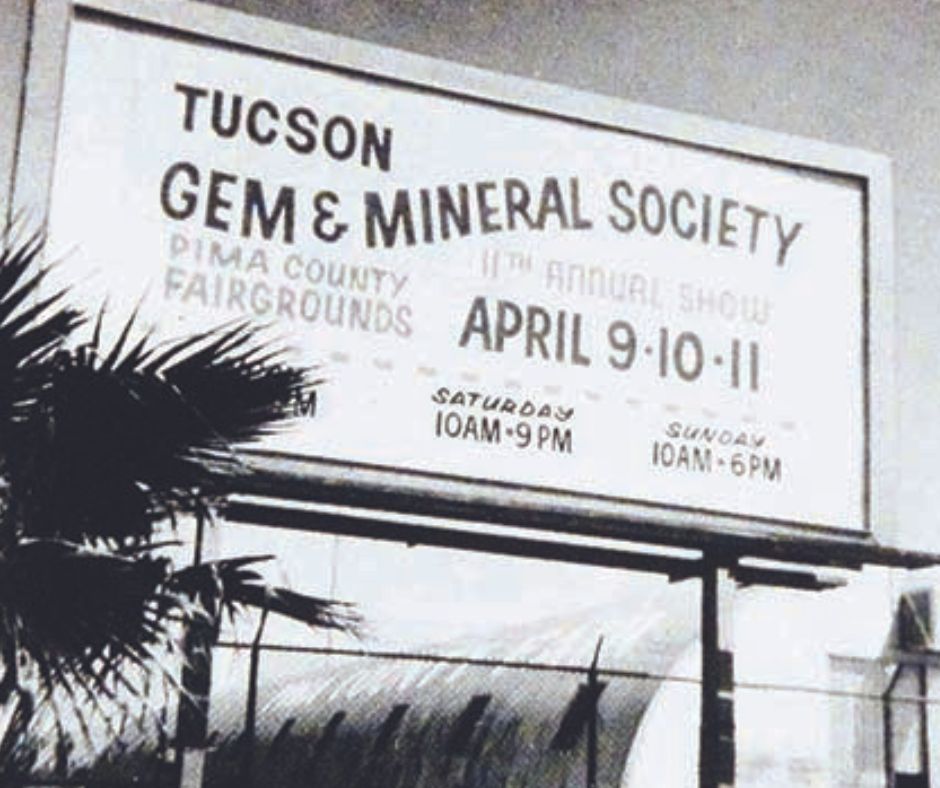 TUCSON
GEM & MINERAL SOCIETY
PIMA COUNTY
FAIRGROUNDS
11TH ANNUAL SHOW
APRIL 9·10·11
SATURDAY
10AM-9PM
SUNDAY
10AM-6PM